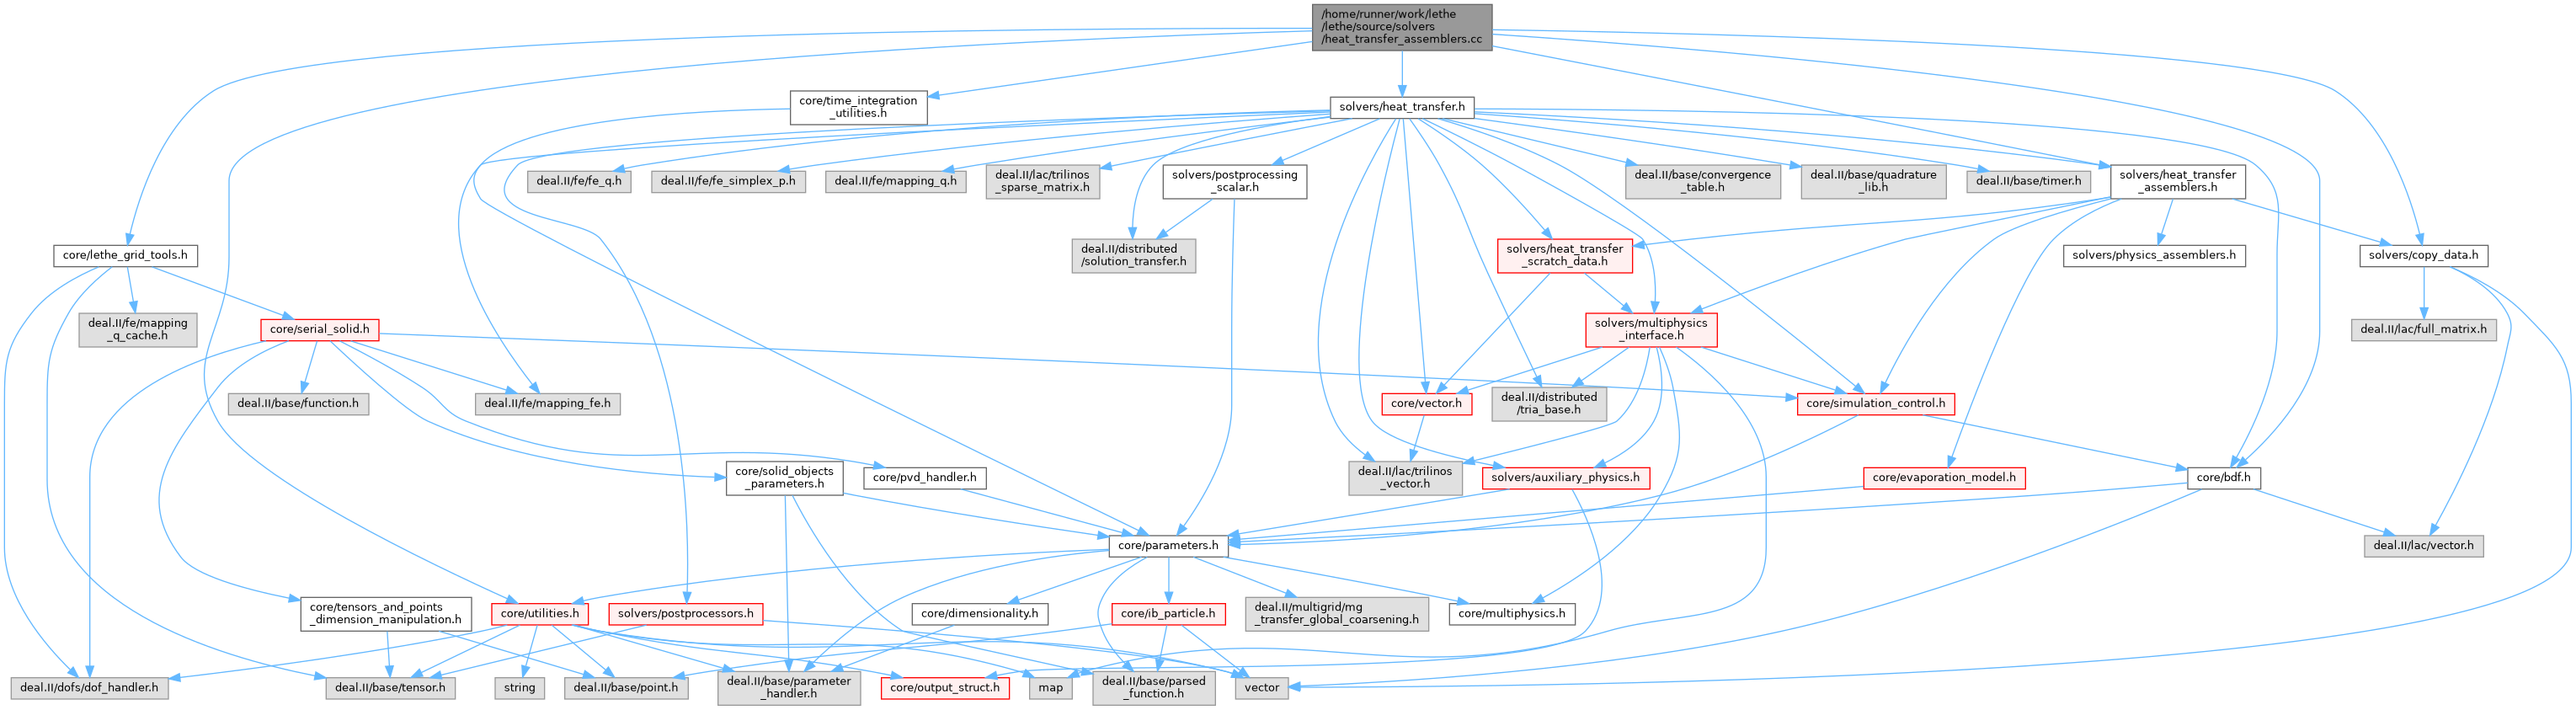 /home/runner/work/lethe
/lethe/source/solvers
/heat_transfer_assemblers.cc
core/time_integration
_utilities.h
solvers/heat_transfer.h
deal.II/fe/fe_q.h
deal.II/fe/fe_simplex_p.h
deal.II/fe/mapping_q.h
deal.II/lac/trilinos
_sparse_matrix.h
solvers/postprocessing
_scalar.h
deal.II/base/convergence
_table.h
deal.II/base/quadrature
_lib.h
deal.II/base/timer.h
solvers/heat_transfer
_assemblers.h
core/lethe_grid_tools.h
deal.II/distributed
/solution_transfer.h
solvers/heat_transfer
_scratch_data.h
solvers/physics_assemblers.h
solvers/copy_data.h
deal.II/fe/mapping
_q_cache.h
core/serial_solid.h
solvers/multiphysics
_interface.h
deal.II/lac/full_matrix.h
deal.II/base/function.h
deal.II/fe/mapping_fe.h
core/vector.h
deal.II/distributed
/tria_base.h
core/simulation_control.h
core/solid_objects
_parameters.h
core/pvd_handler.h
deal.II/lac/trilinos
_vector.h
solvers/auxiliary_physics.h
core/evaporation_model.h
core/bdf.h
core/parameters.h
deal.II/lac/vector.h
core/tensors_and_points
_dimension_manipulation.h
core/utilities.h
solvers/postprocessors.h
core/dimensionality.h
core/ib_particle.h
deal.II/multigrid/mg
_transfer_global_coarsening.h
core/multiphysics.h
deal.II/dofs/dof_handler.h
deal.II/base/tensor.h
string
deal.II/base/point.h
deal.II/base/parameter
_handler.h
core/output_struct.h
map
deal.II/base/parsed
_function.h
vector